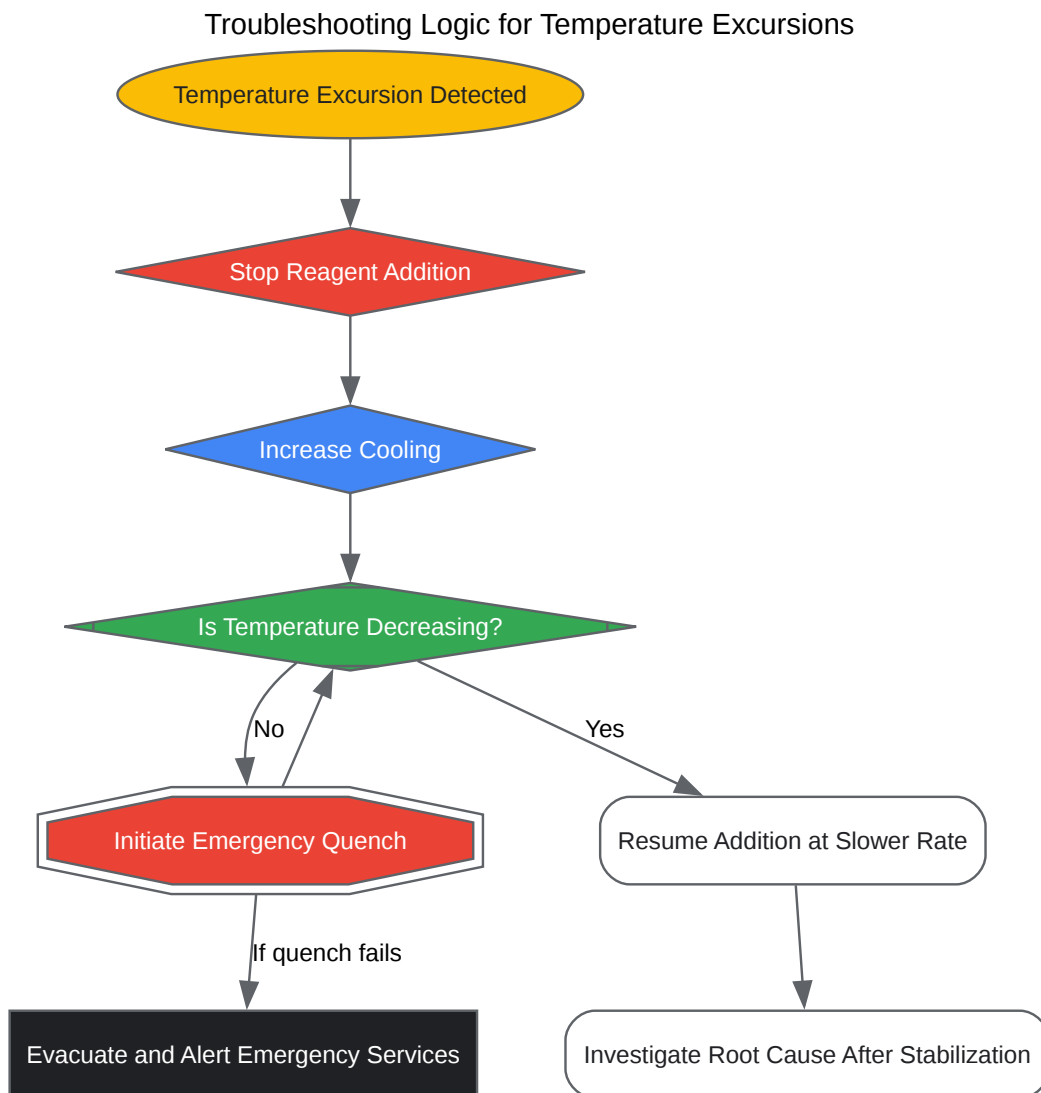 Troubleshooting Logic for Temperature Excursions
Temperature Excursion Detected
Stop Reagent Addition
Increase Cooling
Is Temperature Decreasing?
No
Yes
Initiate Emergency Quench
Resume Addition at Slower Rate
If quench fails
Evacuate and Alert Emergency Services
Investigate Root Cause After Stabilization